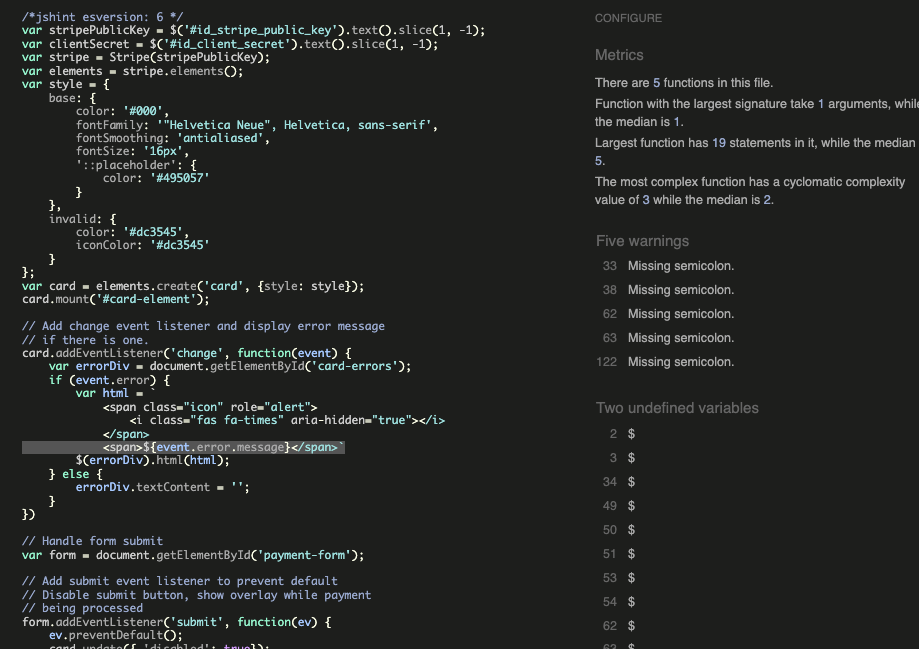 /*jshint esversion: 6 */
var stripePublicKey = $('#id_stripe_public_key').text().slice(1, -1);
var clientSecret = $('#id_client_secret').text().slice(1, -1);
var stripe = Stripe(stripePublicKey);
var elements = stripe.elements();
var style = {
    base: {
        color: '#000',
        fontFamily: '"Helvetica Neue", Helvetica, sans-serif',
        fontSmoothing: 'antialiased',
        fontSize: '16px',
        '::placeholder': {
            color: '#495057'
        }
    },
    invalid: {
        color: '#dc3545',
        iconColor: '#dc3545'
    }
};
var card = elements.create('card', {style: style});
card.mount('#card-element');

// Add change event listener and display error message
// if there is one.
card.addEventListener('change', function(event) {
    var errorDiv = document.getElementById('card-errors');
    if (event.error) {
        var html = `
            <span class="icon" role="alert">
                <i class="fas fa-times" aria-hidden="true"></i>
            </span>
            <span>${event.error.message}</span>`
        $(errorDiv).html(html);
    } else {
        errorDiv.textContent = '';
    }
})

// Handle form submit
var form = document.getElementById('payment-form');

// Add submit event listener to prevent default
// Disable submit button, show overlay while payment
// being processed
form.addEventListener('submit', function(ev) {
    ev.preventDefault();
    card.update({ 'disabled': true});
CONFIGURE
Metrics
There are 5 functions in this file.
Function with the largest signature take 1 arguments, while
the median is 1.
Largest function has 19 statements in it, while the median
5.
The most complex function has a cyclomatic complexity
value of 3 while the median is 2.
Five warnings
33 Missing semicolon.
38 Missing semicolon.
62 Missing semicolon.
63 Missing semicolon.
122 Missing semicolon.
Two undefined variables
2 $
3 $
34 $
49 $
50 $
51 $
53 $
54 $
62 $
63 $